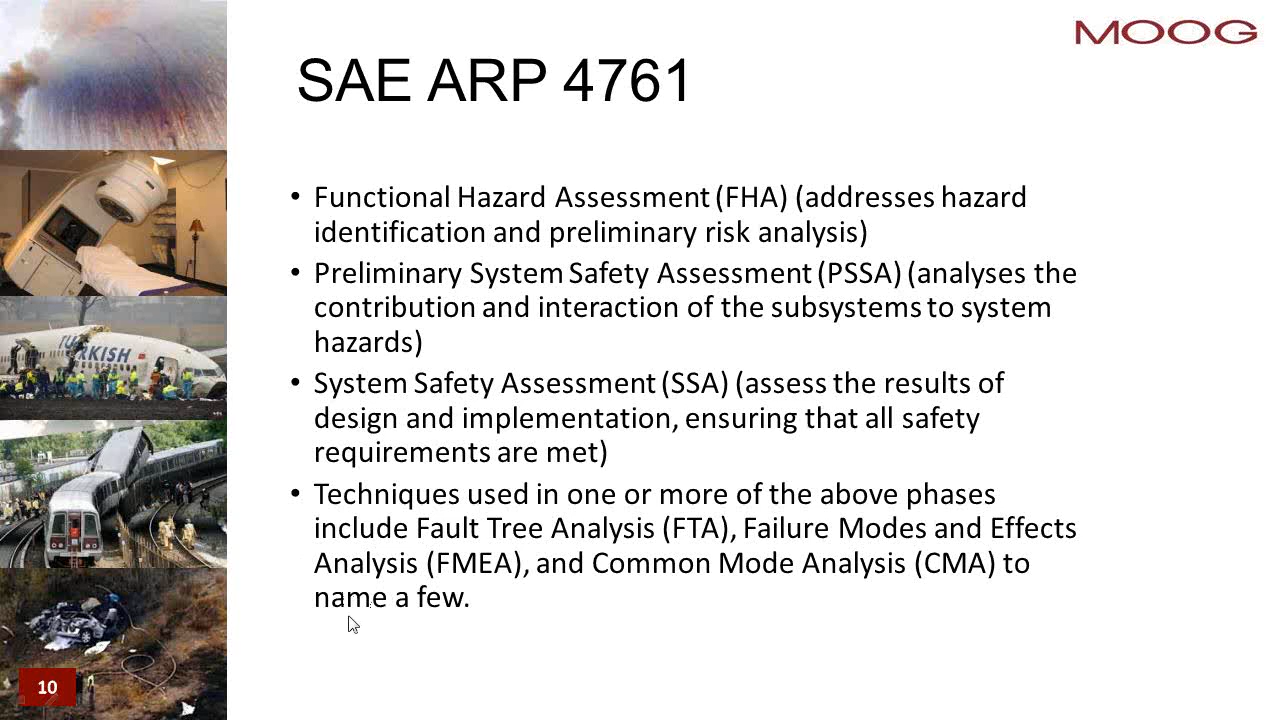 MOOG
SAE ARP 4761
• Functional Hazard Assessment (FHA) (addresses hazard
identification and preliminary risk analysis)
• Preliminary System Safety Assessment (PSSA) (analyses the
contribution and interaction of the subsystems to system
hazards)
• System Safety Assessment (SSA) (assess the results of
design and implementation, ensuring that all safety
requirements are met)
• Techniques used in one or more of the above phases
include Fault Tree Analysis (FTA), Failure Modes and Effects
Analysis (FMEA), and Common Mode Analysis (CMA) to
name a few.
TURKISH
10